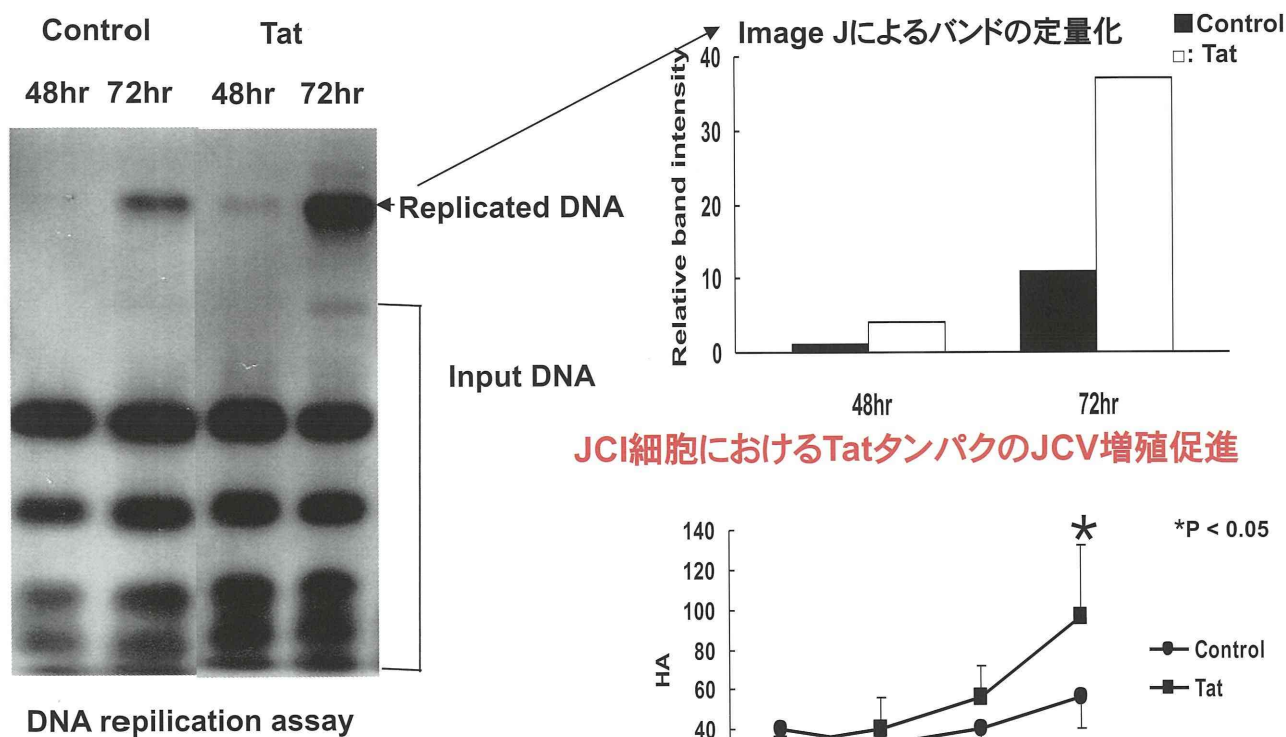 Control Tat
48hr 72hr 48hr 72hr
Replicated DNA
Input DNA
DNA repilication assay
Image Jによるバンドの定量化
■Control
□: Tat
Relative band intensity
40
30
20
10
0
48hr 72hr
JCI細胞におけるTatタンパクのJCV増殖促進
*P < 0.05
*
HA
140
120
100
80
60
40
Control
Tat